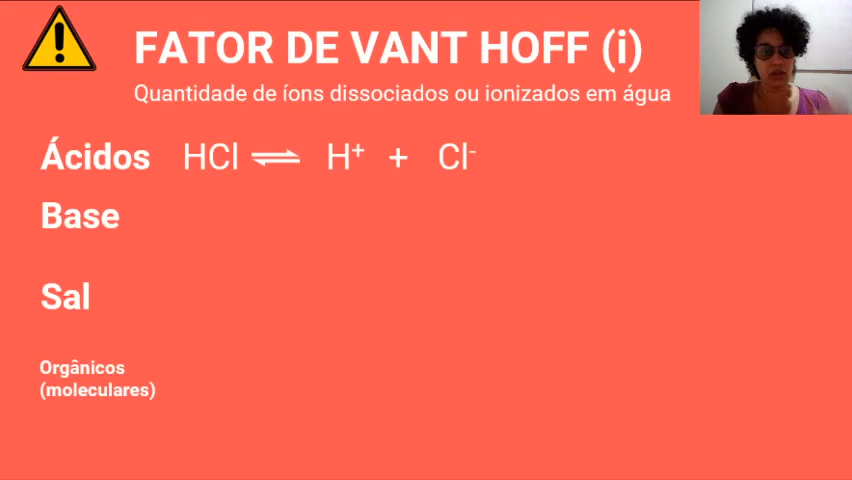 FATOR DE VANT HOFF (i)
Quantidade de íons dissociados ou ionizados em água
Ácidos HCl ⇌ H⁺ + Cl⁻
Base
Sal
Orgânicos
(moleculares)